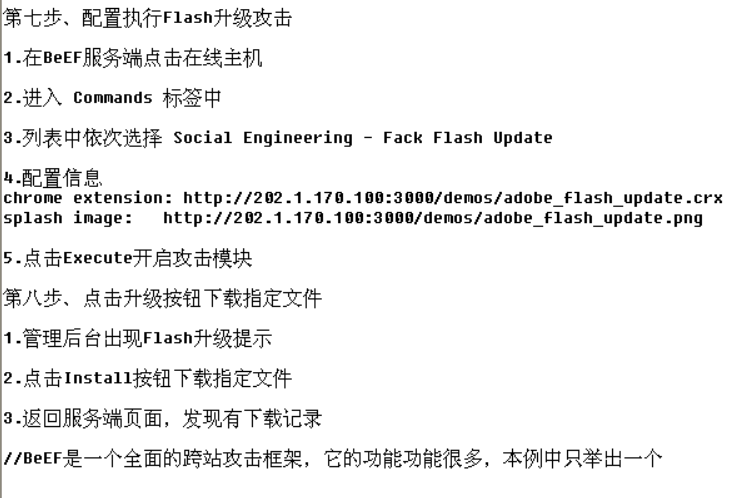 第七步、配置执行Flash升级攻击
1.在BeEF服务端点击在线主机
2.进入 Commands 标签中
3.列表中依次选择 Social Engineering - Fack Flash Update
4.配置信息
chrome extension: http://202.1.170.100:3000/demos/adobe_flash_update.crx
splash image: http://202.1.170.100:3000/demos/adobe_flash_update.png
5.点击Execute开启攻击模块
第八步、点击升级按钮下载指定文件
1.管理后台出现Flash升级提示
2.点击Install按钮下载指定文件
3.返回服务端页面，发现有下载记录
//BeEF是一个全面的跨站攻击框架，它的功能功能很多，本例中只举出一个